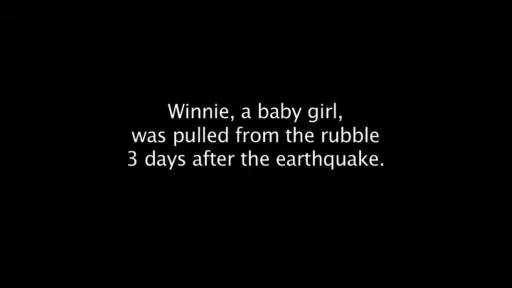 Winnie, a baby girl,
was pulled from the rubble
3 days after the earthquake.